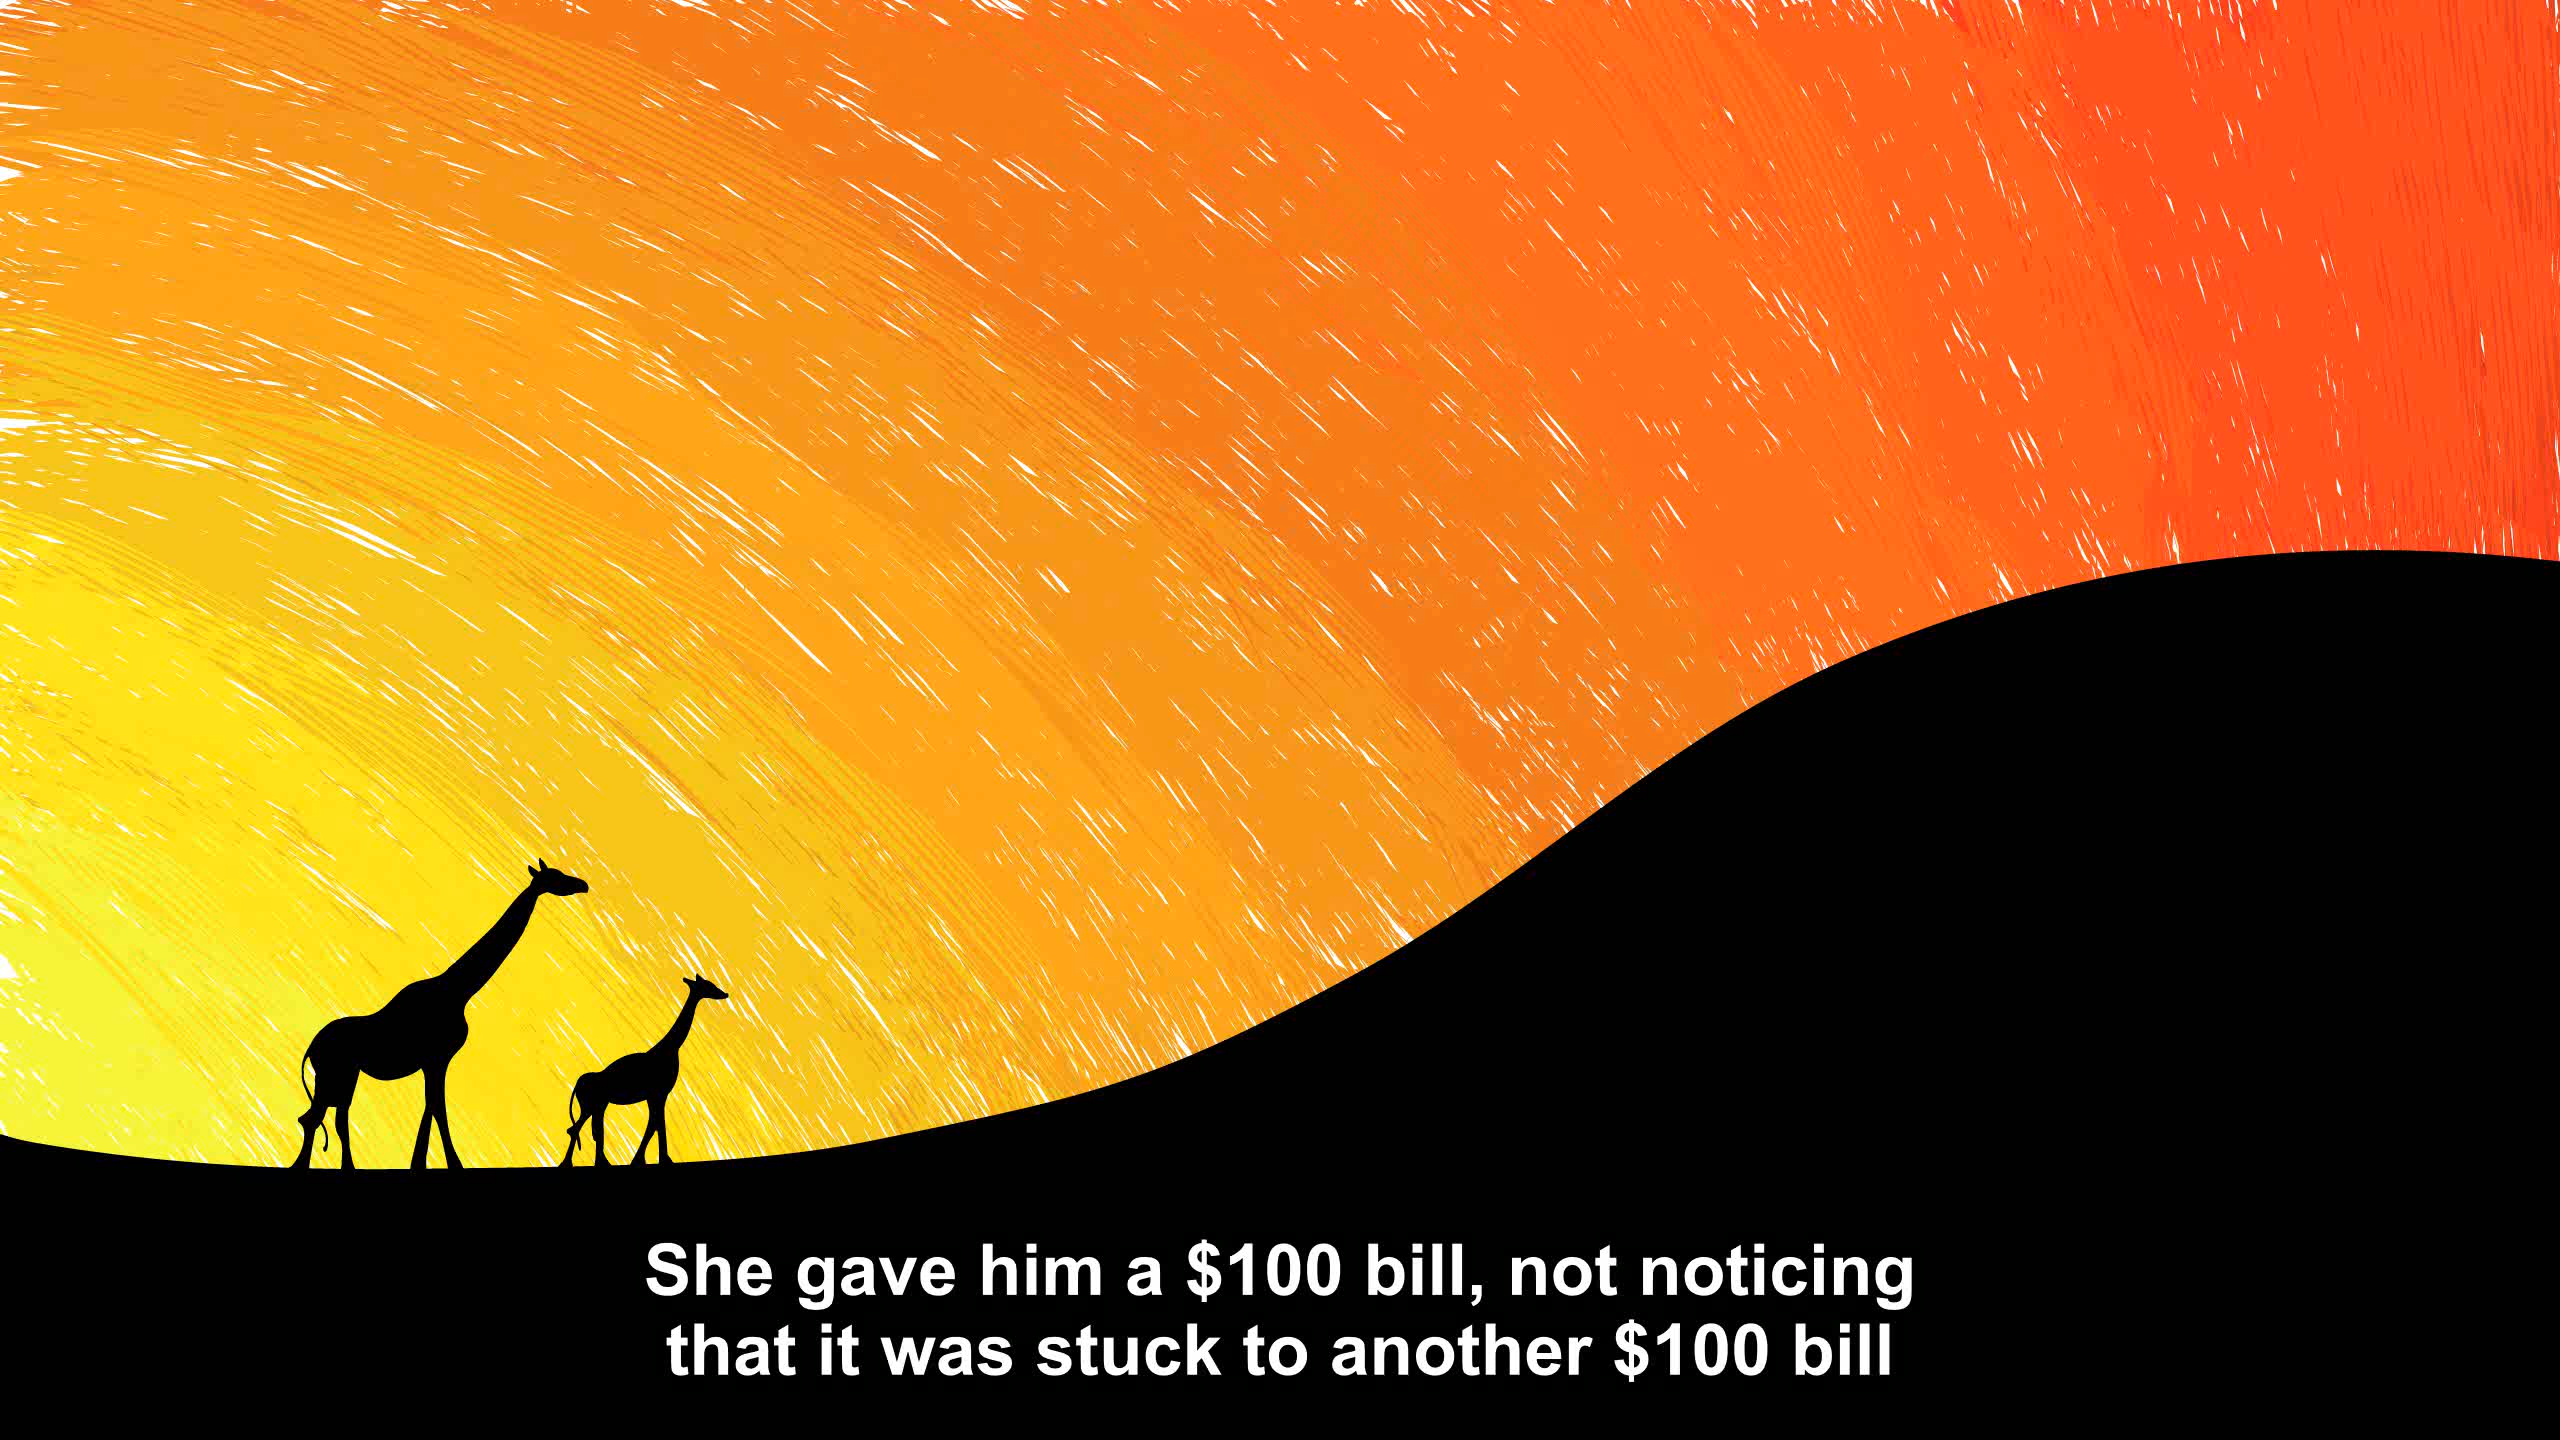 She gave him a $100 bill, not noticing
that it was stuck to another $100 bill